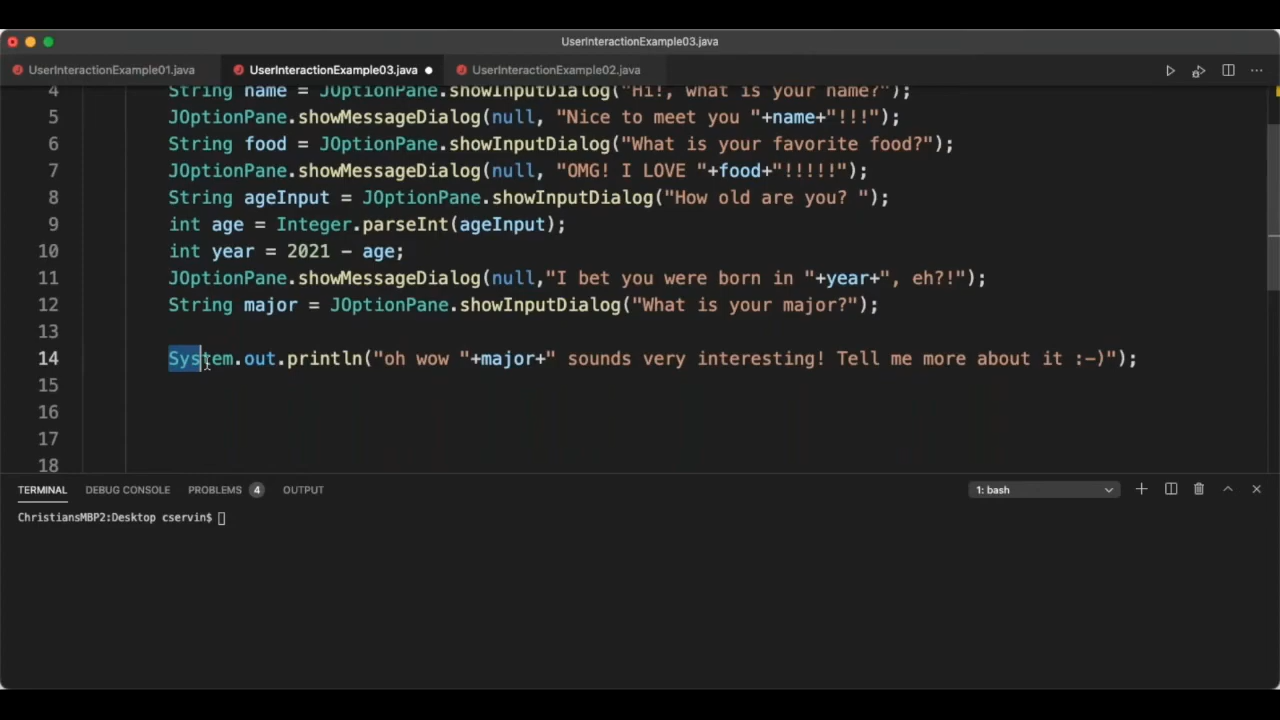 UserInteractionExample03.java
UserInteractionExample01.java UserInteractionExample03.java UserInteractionExample02.java
4 String name = JOptionPane.showInputDialog("Hi!, what is your name?");
5 JOptionPane.showMessageDialog(null, "Nice to meet you "+name+"!!!");
6 String food = JOptionPane.showInputDialog("What is your favorite food?");
7 JOptionPane.showMessageDialog(null, "OMG! I LOVE "+food+"!!!!!");
8 String ageInput = JOptionPane.showInputDialog("How old are you? ");
9 int age = Integer.parseInt(ageInput);
10 int year = 2021 - age;
11 JOptionPane.showMessageDialog(null,"I bet you were born in "+year+", eh?!");
12 String major = JOptionPane.showInputDialog("What is your major?");
13
14 System.out.println("oh wow "+major+" sounds very interesting! Tell me more about it :-)");
15
16
17
18
TERMINAL DEBUG CONSOLE PROBLEMS 4 OUTPUT 1: bash
ChristiansMBP2:Desktop cservin$